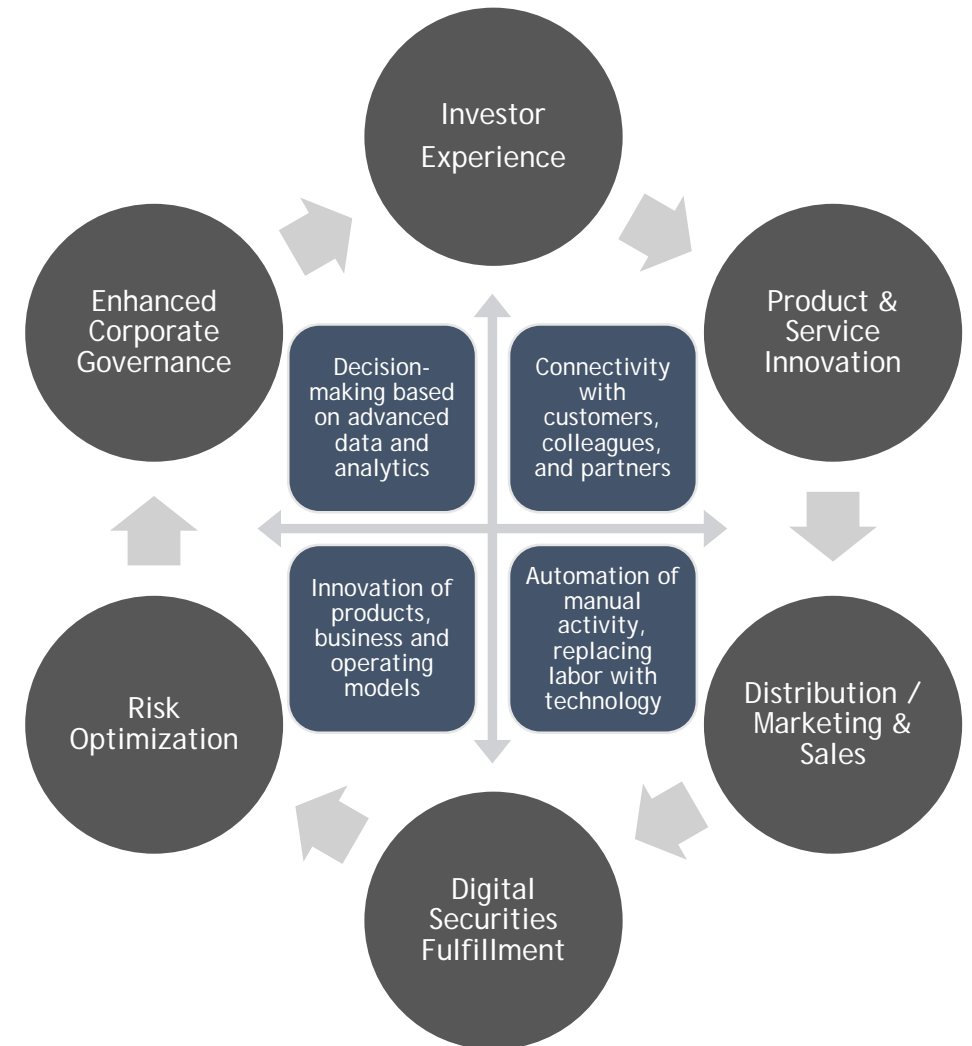 Investor
Experience
Enhanced
Corporate
Governance
Product &
Service
Innovation
Decision-
making based
on advanced
data and
analytics
Connectivity
with
customers,
colleagues,
and partners
Innovation of
products,
business and
operating
models
Automation of
manual
activity,
replacing
labor with
technology
Risk
Optimization
Distribution /
Marketing &
Sales
Digital
Securities
Fulfillment